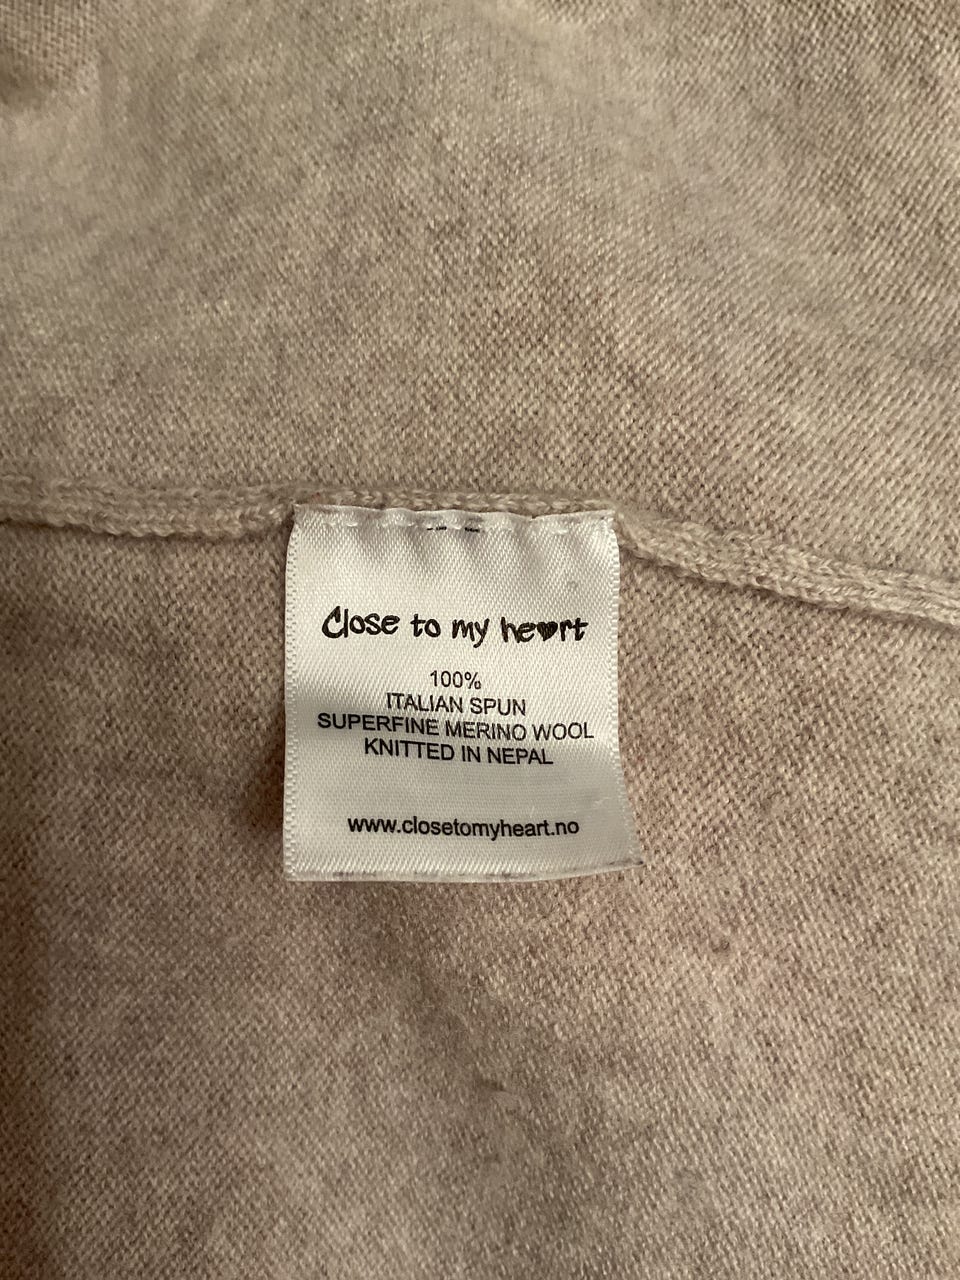 Close to my heart
100%
ITALIAN SPUN
SUPERFINE MERINO WOOL
KNITTED IN NEPAL
www.closetomyheart.no